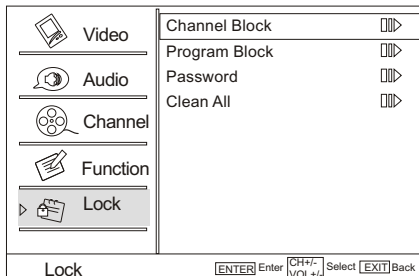 Video
Audio
Channel
Function
Lock
Channel Block
Program Block
Password
Clean All
Lock
ENTER Enter CH+/- VOL+/- Select EXIT Back